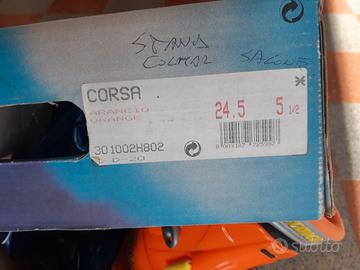 STAND
COLMAR SALONE
CORSA
ARANCIO
ORANGE
24.5 5 1/2
301002H802
D-20
subito